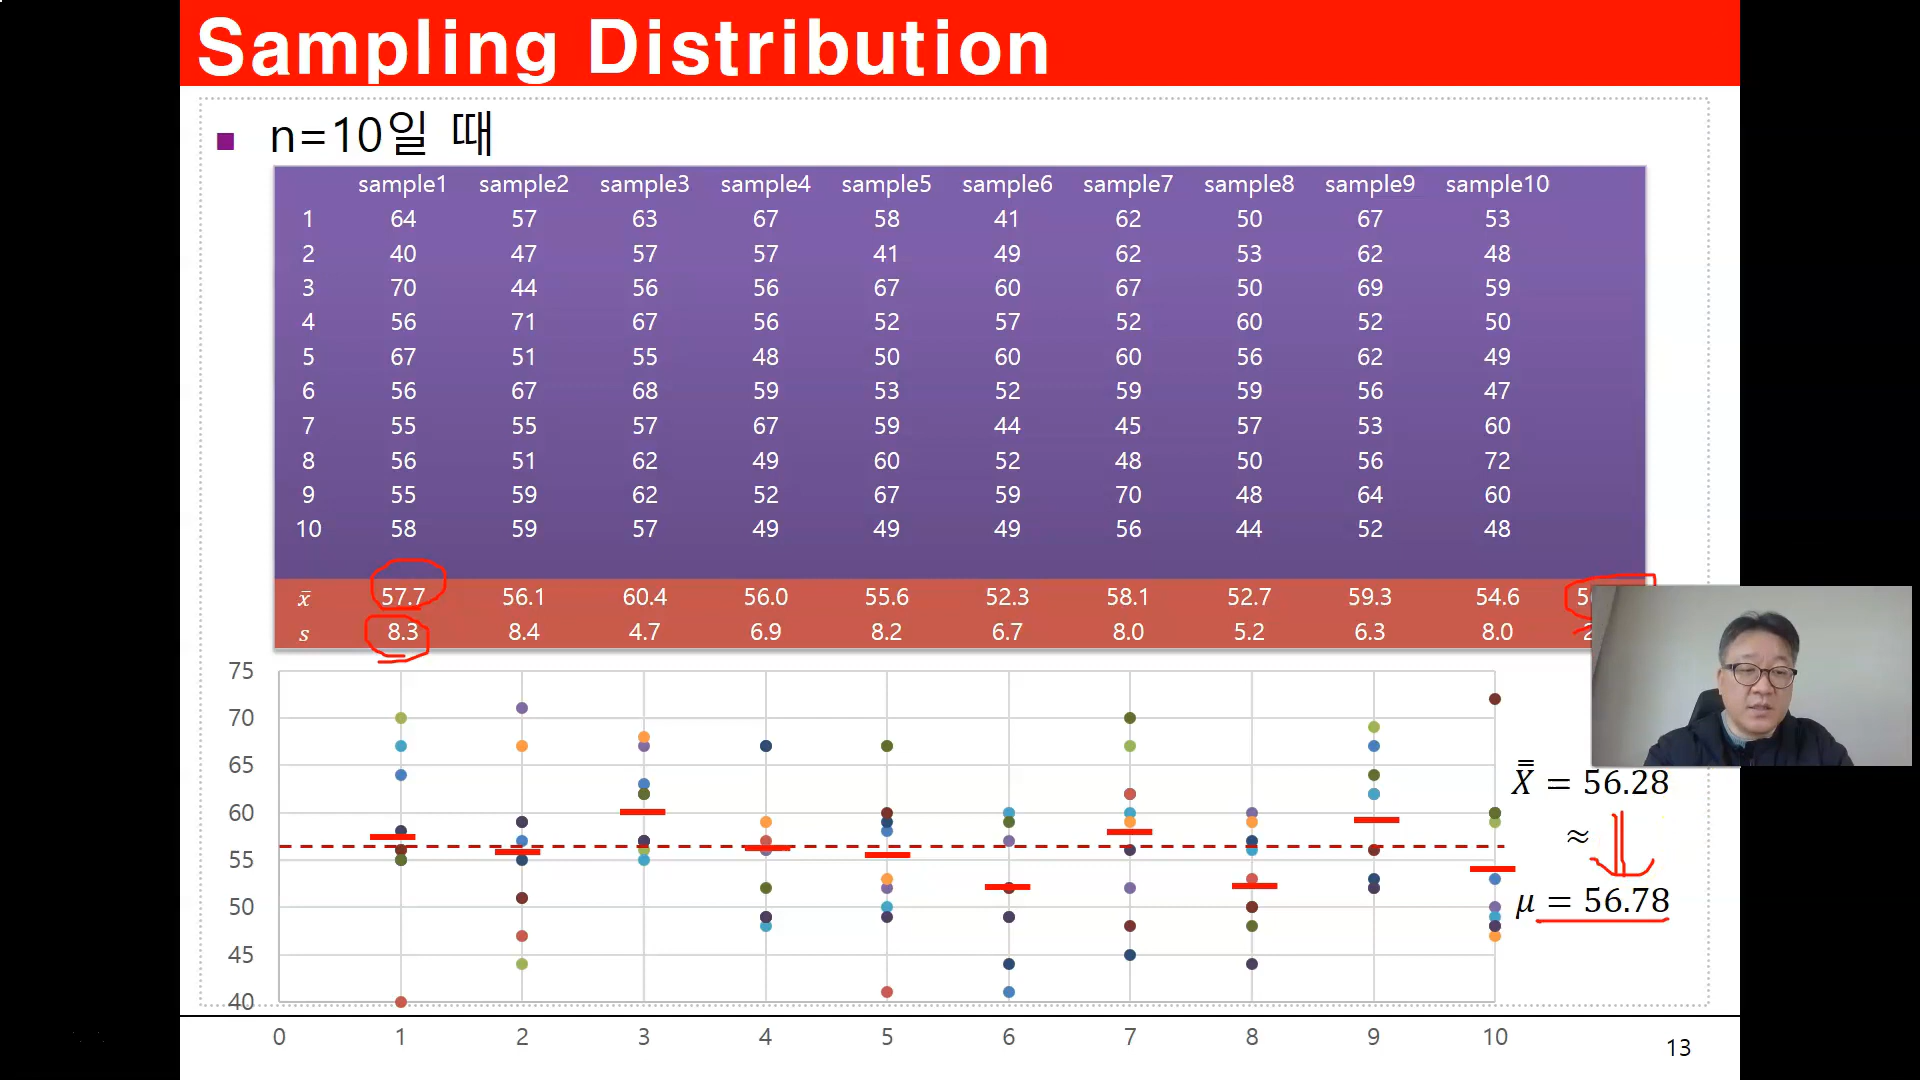 Sampling Distribution
n=10일 때
sample1 sample2 sample3 sample4 sample5 sample6 sample7 sample8 sample9 sample10
1 64 57 63 67 58 41 62 50 67 53
2 40 47 57 57 41 49 62 53 62 48
3 70 44 56 56 67 60 67 50 69 59
4 56 71 67 56 52 57 52 60 52 50
5 67 51 55 48 50 60 60 56 62 49
6 56 67 68 59 53 52 59 59 56 47
7 55 55 57 67 59 44 45 57 53 60
8 56 51 62 49 60 52 48 50 56 72
9 55 59 62 52 67 59 70 48 64 60
10 58 59 57 49 49 49 56 44 52 48
x̄ 57.7 56.1 60.4 56.0 55.6 52.3 58.1 52.7 59.3 54.6
s 8.3 8.4 4.7 6.9 8.2 6.7 8.0 5.2 6.3 8.0
75
70
65
60
55
50
45
40
0 1 2 3 4 5 6 7 8 9 10
X̿ = 56.28
≈
μ = 56.78
13